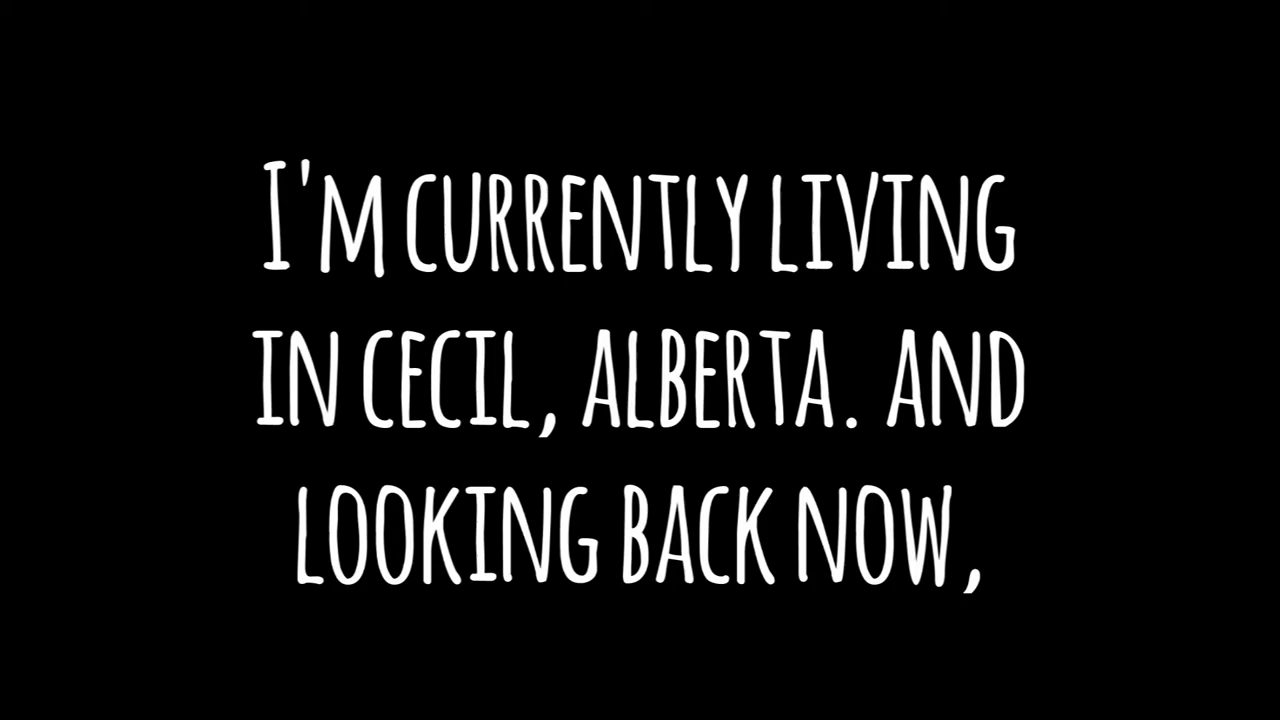 I'M CURRENTLY LIVING
IN CECIL, ALBERTA. AND
LOOKING BACK NOW,